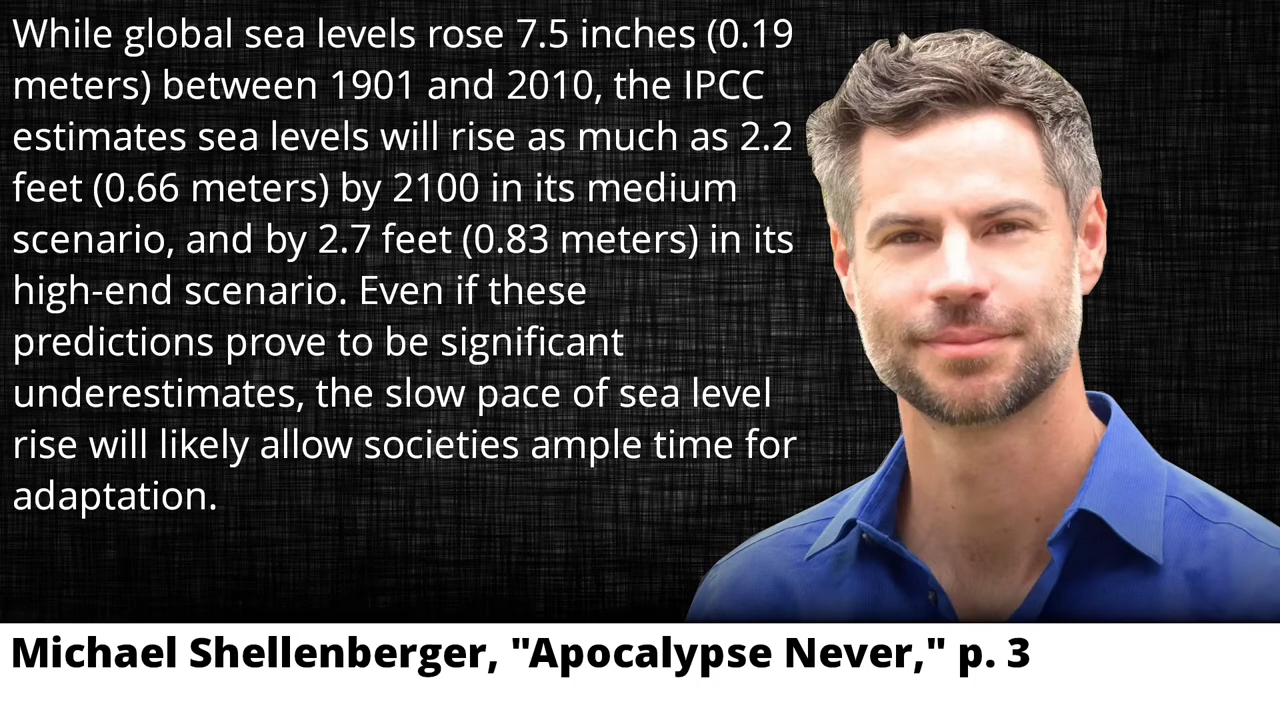 While global sea levels rose 7.5 inches (0.19
meters) between 1901 and 2010, the IPCC
estimates sea levels will rise as much as 2.2
feet (0.66 meters) by 2100 in its medium
scenario, and by 2.7 feet (0.83 meters) in its
high-end scenario. Even if these
predictions prove to be significant
underestimates, the slow pace of sea level
rise will likely allow societies ample time for
adaptation.
Michael Shellenberger, "Apocalypse Never," p. 3